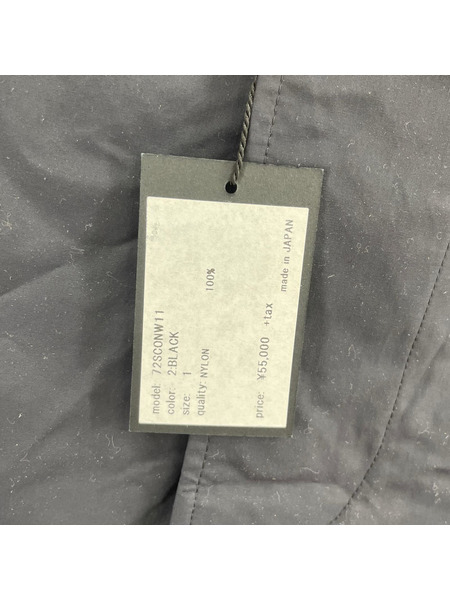 model: 72SCONW11
color: 2:BLACK
size: 1
quality: NYLON 100%
price: ¥55,000 +tax
made in JAPAN